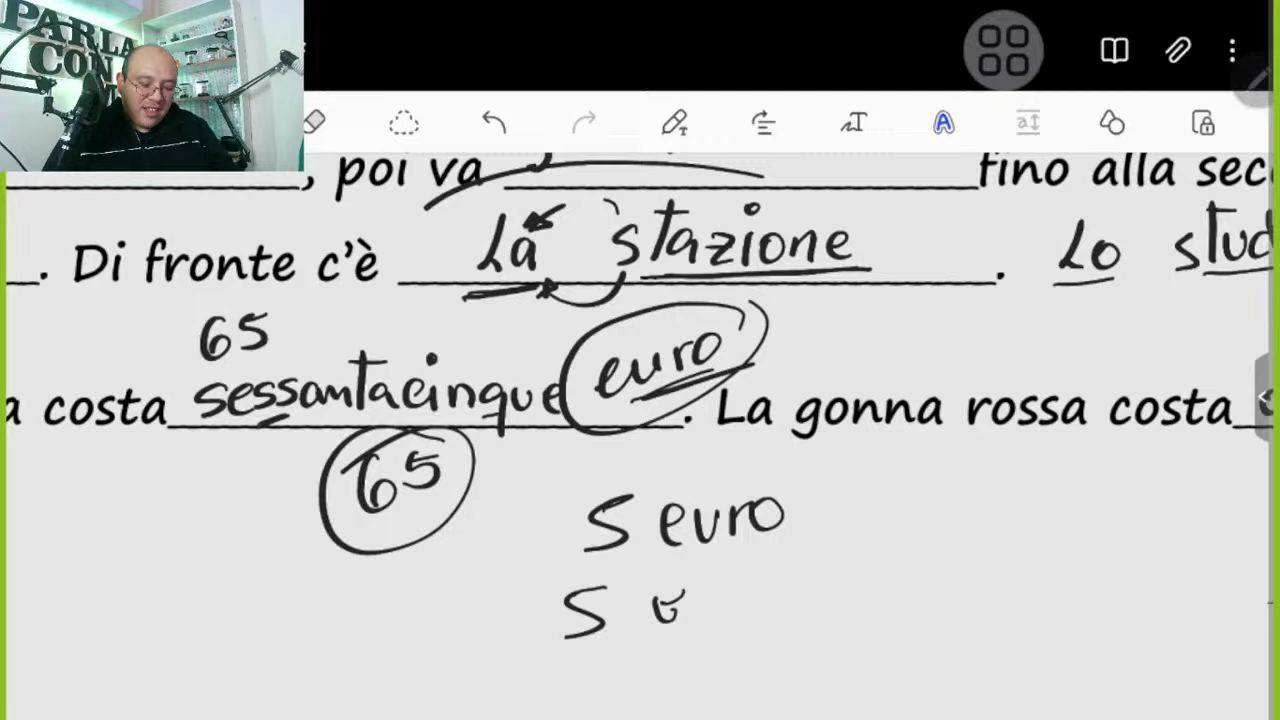 PARLA
CON
, poi va fino alla sec
. Di fronte c'è La stazione. Lo stud
65
a costa sessantacinque euro. La gonna rossa costa
65
5 euro
5 e